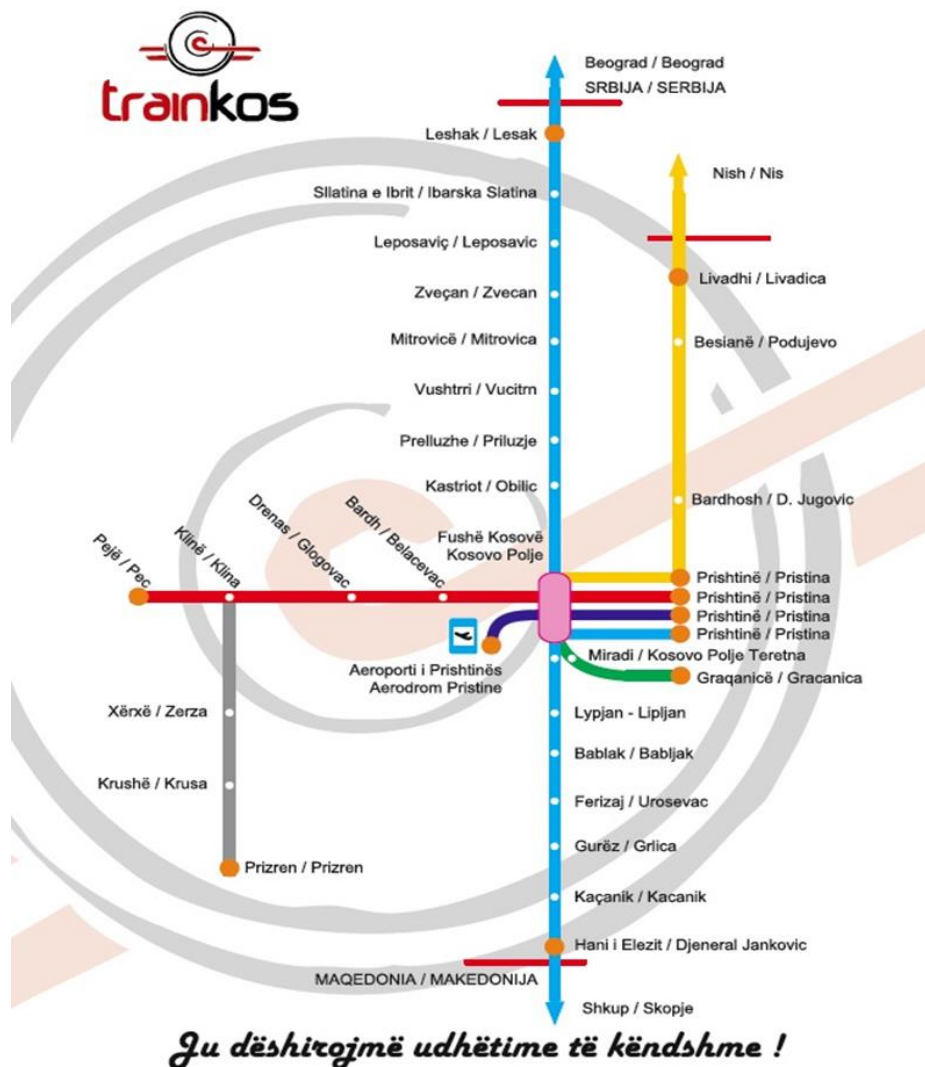 trainkos
Beograd / Beograd
SRBIJA / SERBIJA
Leshak / Lesak
Sllatina e Ibrit / Ibarska Slatina
Leposaviç / Leposavic
Zveçan / Zvecan
Mitrovicë / Mitrovica
Vushtrri / Vucitrn
Prelluzhe / Priluzje
Kastriot / Obilic
Fushë Kosovë
Kosovo Polje
Nish / Nis
Livadhi / Livadica
Besianë / Podujevo
Bardhosh / D. Jugovic
Pejë / Pec
Klinë / Klina
Drenas / Glogovac
Bardh / Belacevac
Prishtinë / Pristina
Prishtinë / Pristina
Prishtinë / Pristina
Prishtinë / Pristina
Aeroporti i Prishtinës
Aerodrom Pristine
Miradi / Kosovo Polje Teretna
Graqanicë / Gracanica
Xërxë / Zerza
Krushë / Krusa
Prizren / Prizren
Lypjan - Lipljan
Bablak / Babljak
Ferizaj / Urosevac
Gurëz / Grlica
Kaçanik / Kacanik
Hani i Elezit / Djeneral Jankovic
MAQEDONIA / MAKEDONIJA
Shkup / Skopje
Ju dëshirojmë udhëtime të këndshme !